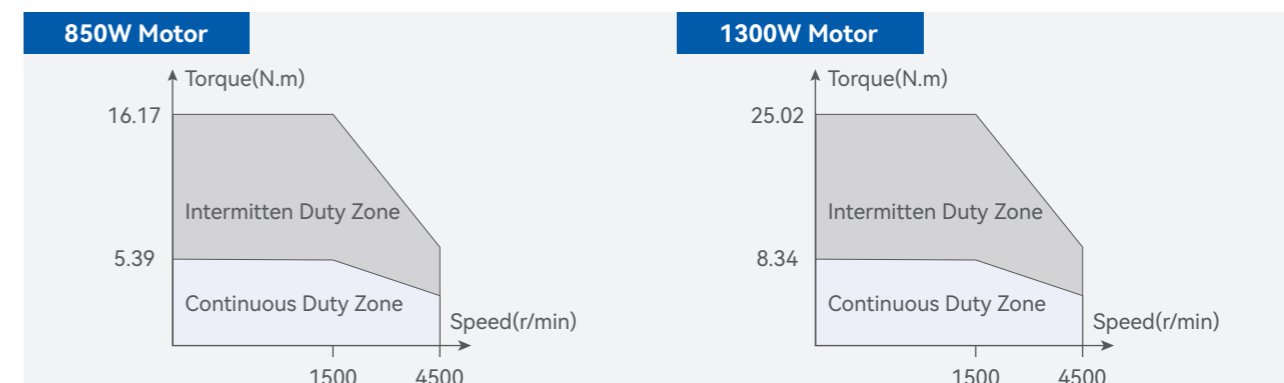 850W Motor
Torque(N.m)
16.17
Intermitten Duty Zone
5.39
Continuous Duty Zone
Speed(r/min)
1500 4500
1300W Motor
Torque(N.m)
25.02
Intermitten Duty Zone
8.34
Continuous Duty Zone
Speed(r/min)
1500 4500